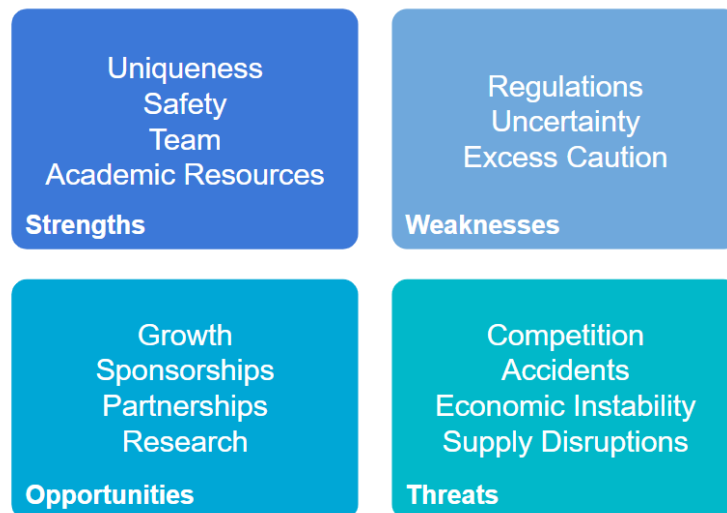 Uniqueness
Safety
Team
Academic Resources
Strengths
Regulations
Uncertainty
Excess Caution
Weaknesses
Growth
Sponsorships
Partnerships
Research
Opportunities
Competition
Accidents
Economic Instability
Supply Disruptions
Threats